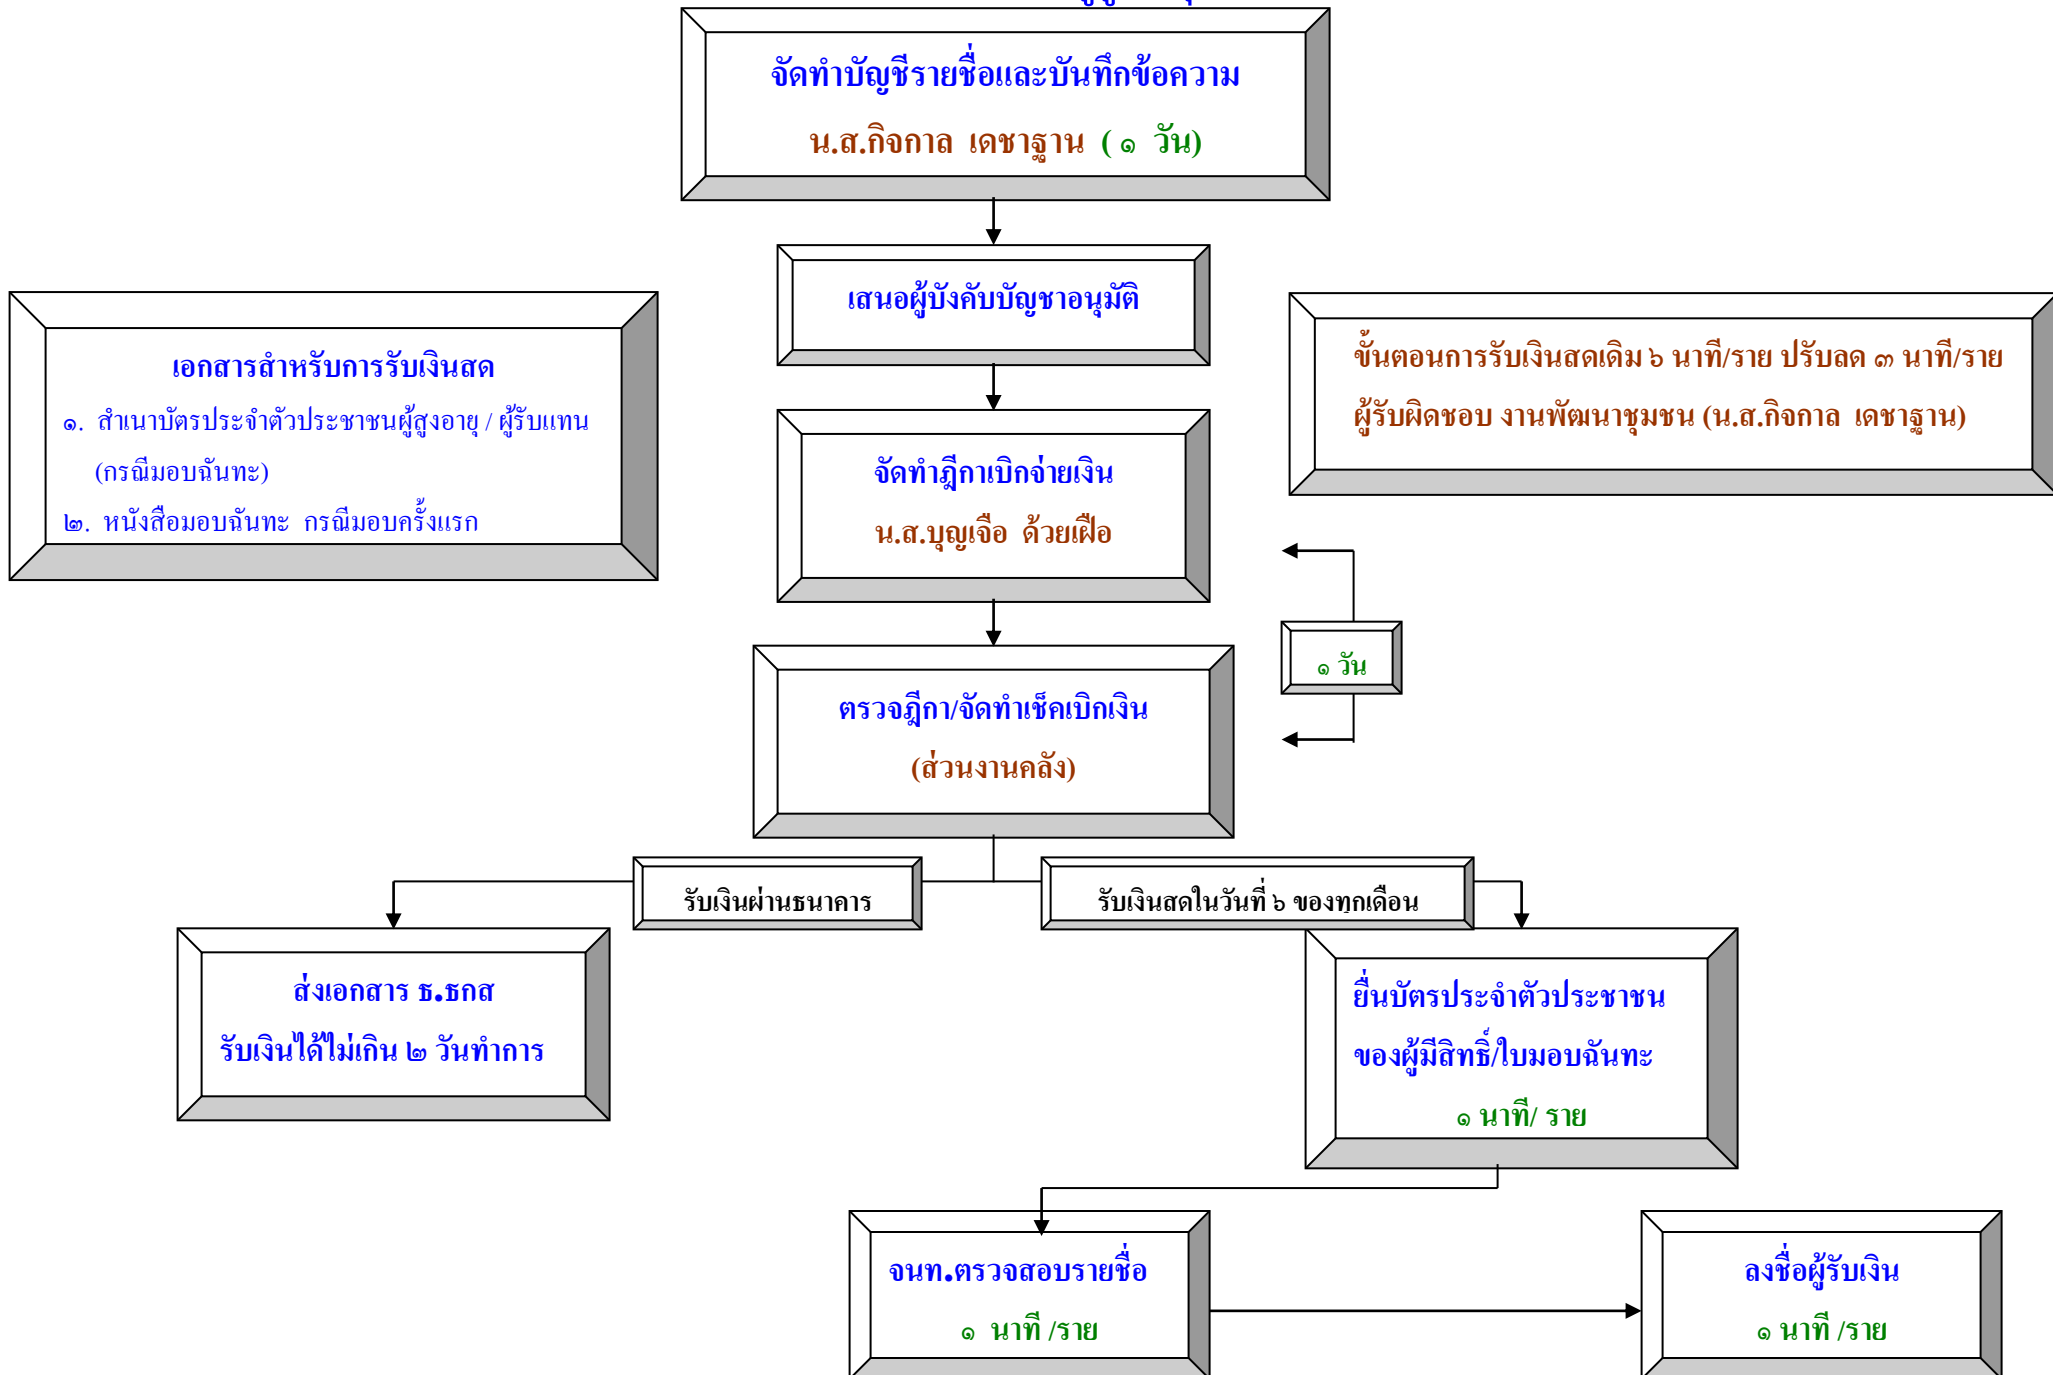 จัดทำบัญชีรายชื่อและบันทึกข้อความ
น.ส.กิจกาล เดชาฐาน ( ๑ วัน)
เสนอผู้บังคับบัญชาอนุมัติ
เอกสารสำหรับการรับเงินสด
๑. สำเนาบัตรประจำตัวประชาชนผู้สูงอายุ / ผู้รับแทน
(กรณีมอบฉันทะ)
๒. หนังสือมอบฉันทะ กรณีมอบครั้งแรก
ขั้นตอนการรับเงินสดเดิม ๖ นาที/ราย ปรับลด ๓ นาที/ราย
ผู้รับผิดชอบ งานพัฒนาชุมชน (น.ส.กิจกาล เดชาฐาน)
จัดทำฎีกาเบิกจ่ายเงิน
น.ส.บุญเจือ ด้วยเฝือ
๑ วัน
ตรวจฎีกา/จัดทำเช็คเบิกเงิน
(ส่วนงานคลัง)
รับเงินผ่านธนาคาร
รับเงินสดในวันที่ ๖ ของทุกเดือน
ส่งเอกสาร ธ.ธกส
รับเงินได้ไม่เกิน ๒ วันทำการ
ยื่นบัตรประจำตัวประชาชน
ของผู้มีสิทธิ์/ใบมอบฉันทะ
๑ นาที/ ราย
จนท.ตรวจสอบรายชื่อ
๑ นาที /ราย
ลงชื่อผู้รับเงิน
๑ นาที /ราย